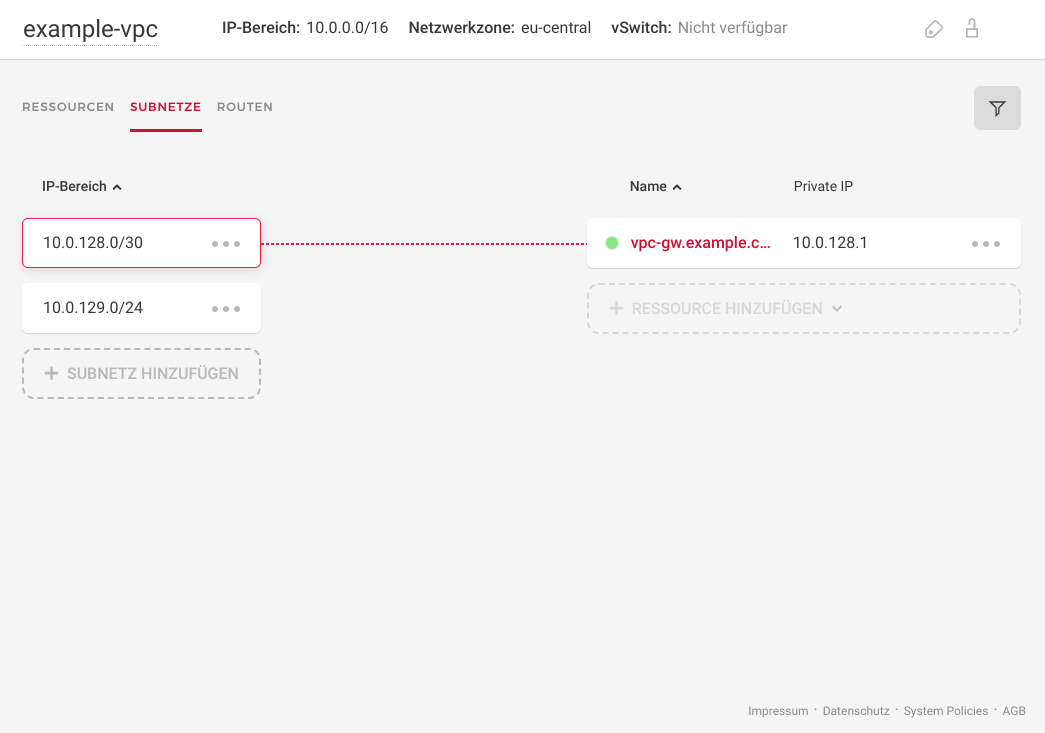 example-vpc IP-Bereich: 10.0.0.0/16 Netzwerkzone: eu-central vSwitch: Nicht verfügbar
RESSOURCEN SUBNETZE ROUTEN
IP-Bereich Name Private IP
10.0.128.0/30 vpc-gw.example.c... 10.0.128.1
10.0.129.0/24 RESSOURCE HINZUFÜGEN
SUBNETZ HINZUFÜGEN
Impressum · Datenschutz · System Policies · AGB